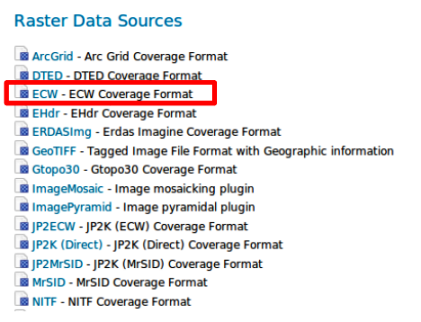 Raster Data Sources
ArcGrid - Arc Grid Coverage Format
DTED - DTED Coverage Format
ECW - ECW Coverage Format
EHdr - EHdr Coverage Format
ERDASImg - Erdas Imagine Coverage Format
GeoTIFF - Tagged Image File Format with Geographic information
Gtopo30 - Gtopo30 Coverage Format
ImageMosaic - Image mosaicking plugin
ImagePyramid - Image pyramidal plugin
JP2ECW - JP2K (ECW) Coverage Format
JP2K (Direct) - JP2K (Direct) Coverage Format
JP2MrSID - JP2K (MrSID) Coverage Format
MrSID - MrSID Coverage Format
NITF - NITF Coverage Format